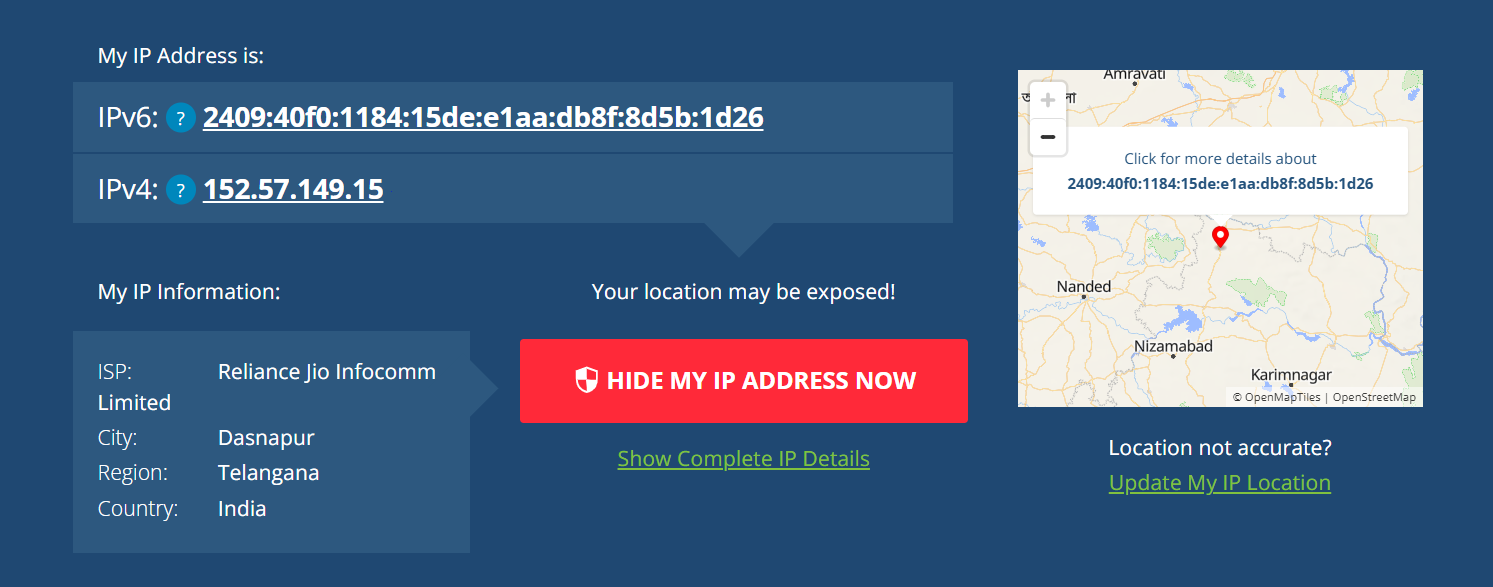 My IP Address is:
IPv6: ? 2409:40f0:1184:15de:e1aa:db8f:8d5b:1d26
IPv4: ? 152.57.149.15
My IP Information:
ISP: Reliance Jio Infocomm
Limited
City: Dasnapur
Region: Telangana
Country: India
Your location may be exposed!
HIDE MY IP ADDRESS NOW
Show Complete IP Details
Amravati
+
−
Click for more details about
2409:40f0:1184:15de:e1aa:db8f:8d5b:1d26
Nanded
Nizamabad
Karimnagar
© OpenMapTiles | OpenStreetMap
Location not accurate?
Update My IP Location